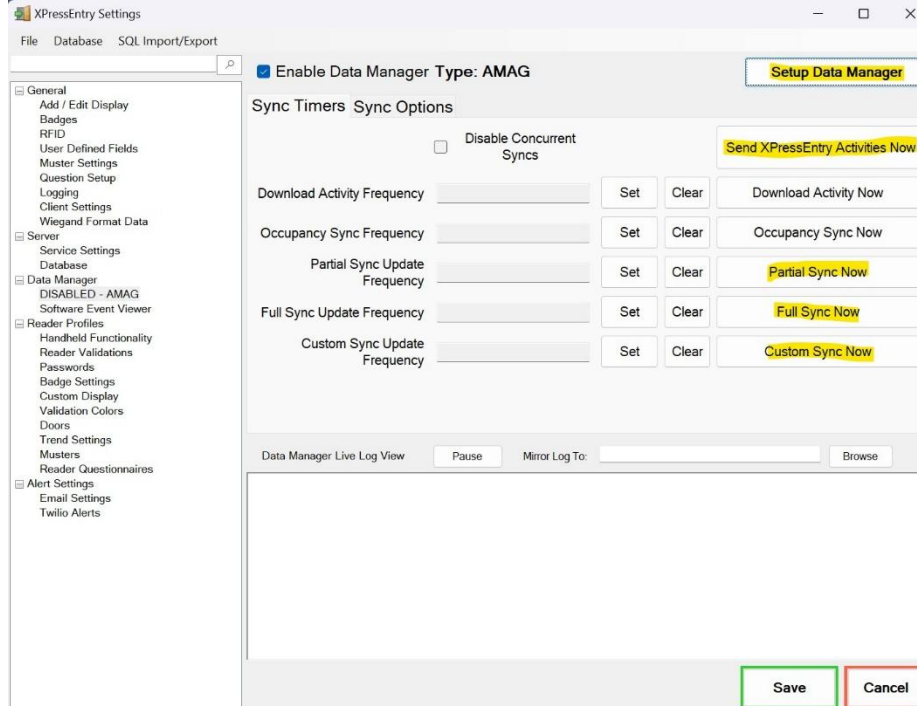 XPressEntry Settings
File Database SQL Import/Export
General
Add / Edit Display
Badges
RFID
User Defined Fields
Muster Settings
Question Setup
Logging
Client Settings
Wiegand Format Data
Server
Service Settings
Database
Data Manager
DISABLED - AMAG
Software Event Viewer
Reader Profiles
Handheld Functionality
Reader Validations
Passwords
Badge Settings
Custom Display
Validation Colors
Doors
Trend Settings
Musters
Reader Questionnaires
Alert Settings
Email Settings
Twilio Alerts
Enable Data Manager Type: AMAG
Setup Data Manager
Sync Timers Sync Options
Disable Concurrent
Syncs
Send XPressEntry Activities Now
Download Activity Frequency Set Clear Download Activity Now
Occupancy Sync Frequency Set Clear Occupancy Sync Now
Partial Sync Update
Frequency Set Clear Partial Sync Now
Full Sync Update Frequency Set Clear Full Sync Now
Custom Sync Update
Frequency Set Clear Custom Sync Now
Data Manager Live Log View Pause Mirror Log To: Browse
Save Cancel